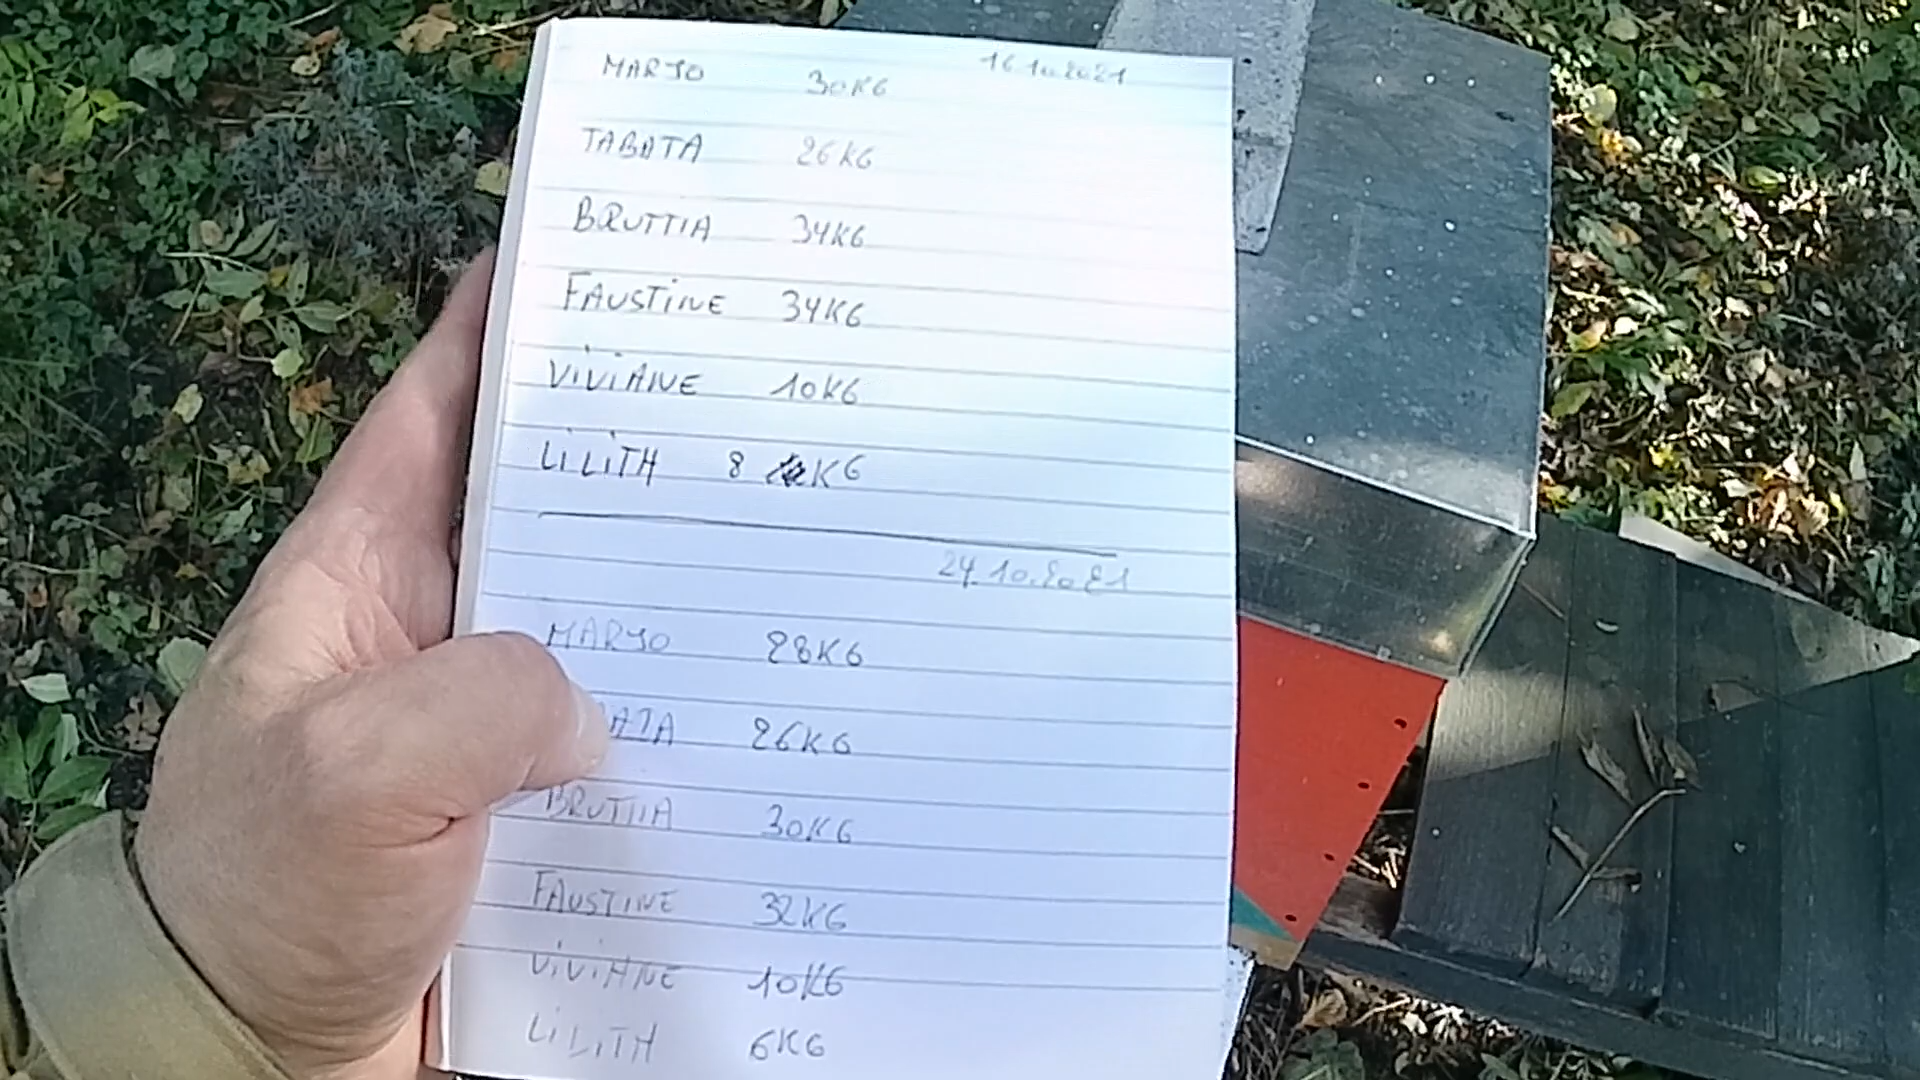 16.10.2021
MARJO 30KG
TABATA 26KG
BRUTTIA 34KG
FAUSTINE 34KG
VIVIANE 10KG
LILITH 8 KG
24.10.2021
MARJO 28KG
ATA 26KG
BRUTTIA 30KG
FAUSTINE 32KG
VIVIANE 10KG
LILITH 6KG